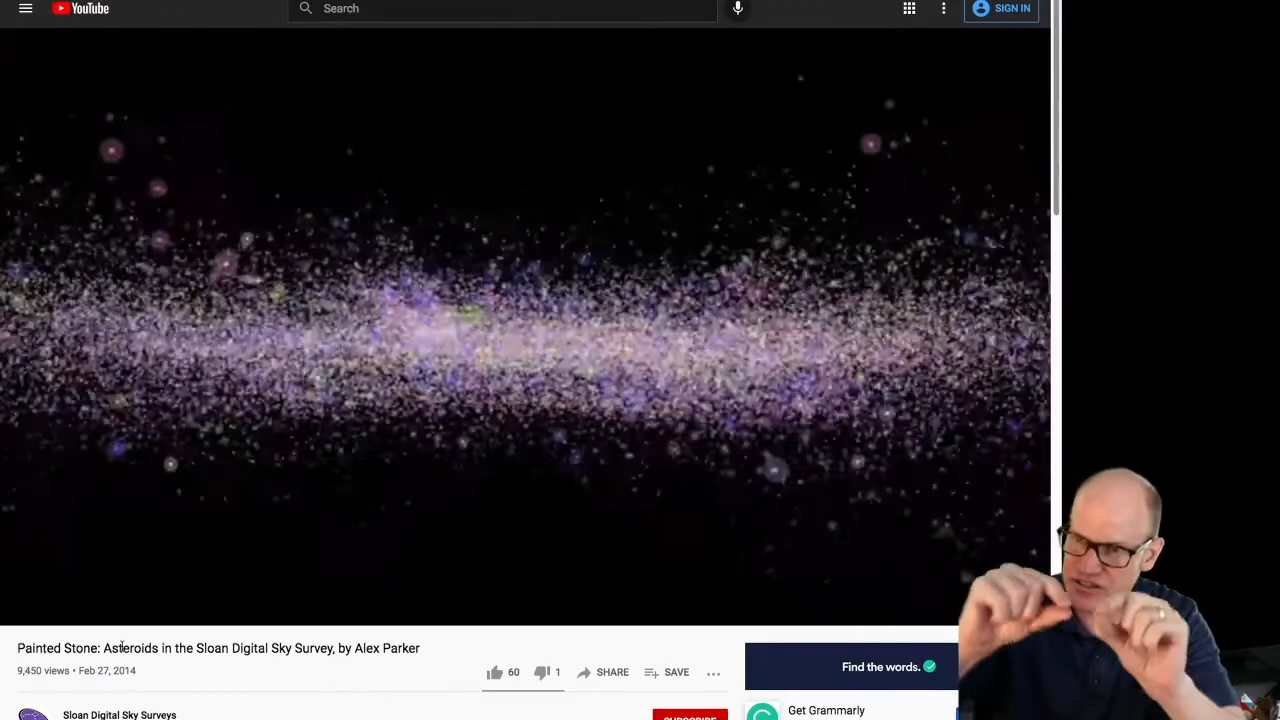 YouTube
Search
SIGN IN
Painted Stone: Asteroids in the Sloan Digital Sky Survey, by Alex Parker
9,450 views • Feb 27, 2014
60
1
SHARE
SAVE
Find the words.
Sloan Digital Sky Surveys
SUBSCRIBE
Get Grammarly